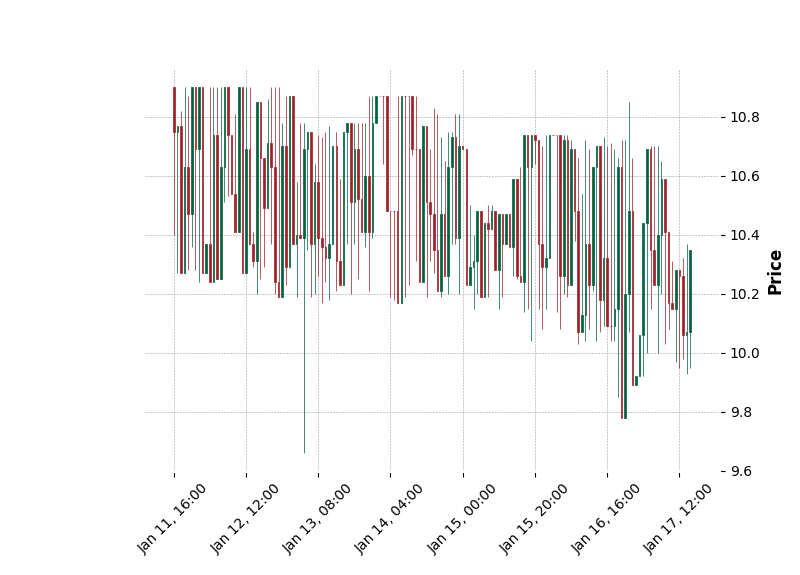 10.8
10.6
10.4
10.2
10.0
9.8
9.6
Price
Jan 11, 16:00
Jan 12, 12:00
Jan 13, 08:00
Jan 14, 04:00
Jan 15, 00:00
Jan 15, 20:00
Jan 16, 16:00
Jan 17, 12:00